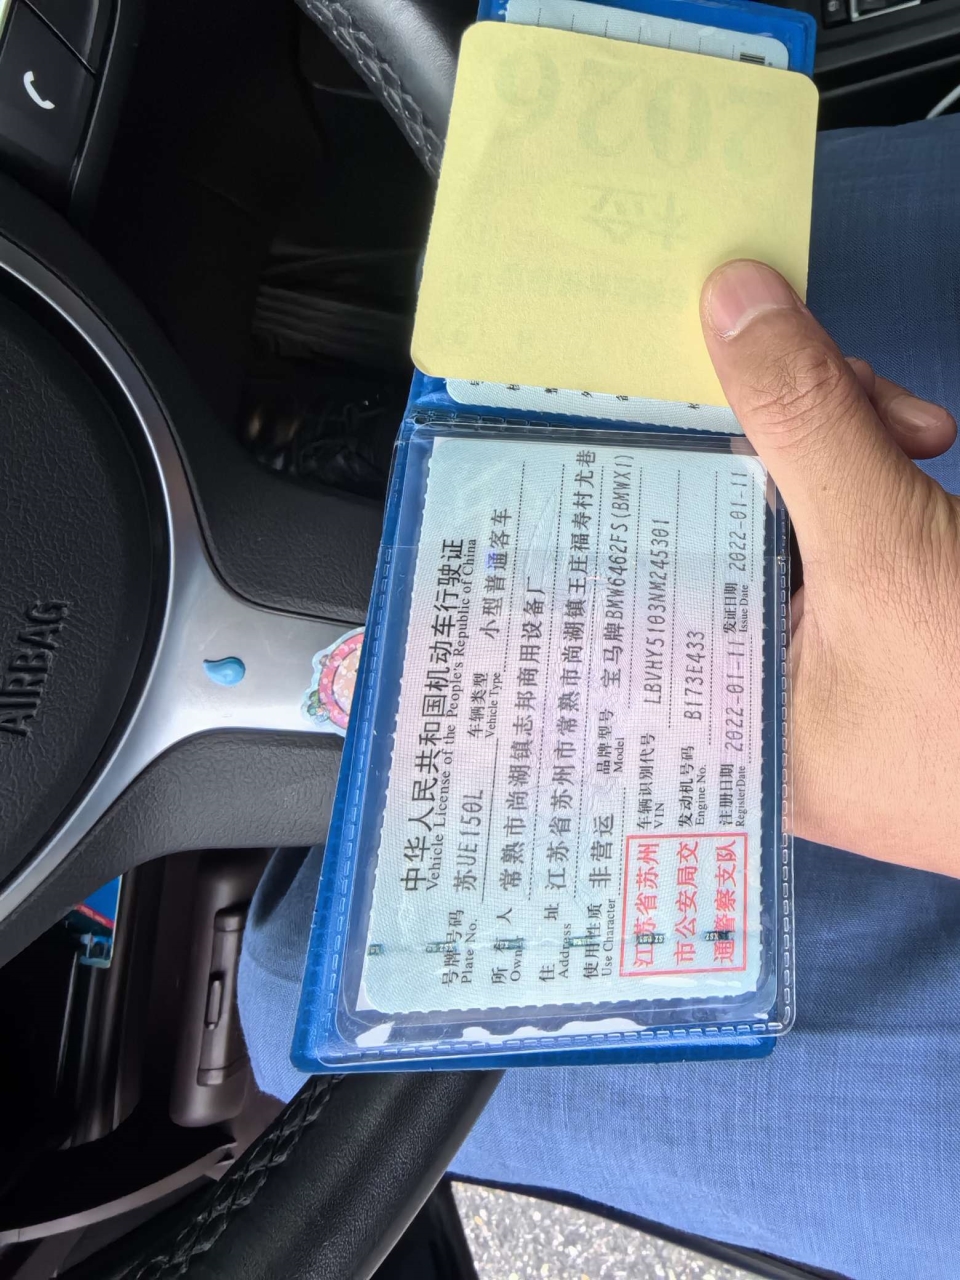 中华人民共和国机动车行驶证
Vehicle License of the People's Republic of China
号牌号码 苏UE150L 车辆类型 小型普通客车
Plate No. Vehicle Type
所有人 常熟市尚湖镇志邦商用设备厂
Owner
住址 江苏省苏州市常熟市尚湖镇王庄福寿村尤巷
Address
使用性质 非营运 品牌型号 宝马牌BMW6462FS(BMWX1)
Use Character Model
车辆识别代号 LBVHY5103NM245301
VIN
发动机号码 B173E433
Engine No.
注册日期 2022-01-11 发证日期 2022-01-11
Register Date Issue Date
江苏省苏州
市公安局交
通警察支队
AIRBAG